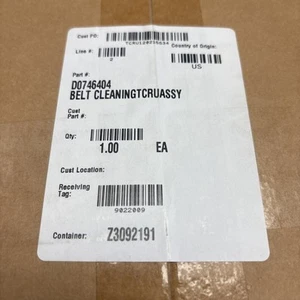 Cust PO:
Line #:
0
Country of Origin:
US
Part #:
D0746404
BELT CLEANINGTCRUASSY
Cust
Part #:
Qty:
1.00 EA
Cust Location:
Receiving
Tag:
9022009
Container: Z3092191